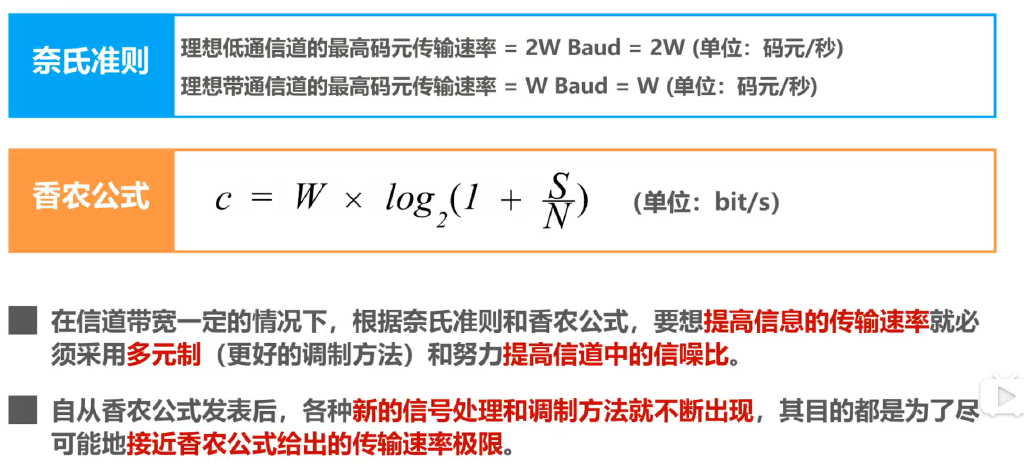 奈氏准则
理想低通信道的最高码元传输速率 = 2W Baud = 2W (单位：码元/秒)
理想带通信道的最高码元传输速率 = W Baud = W (单位：码元/秒)
香农公式
c = W × log₂(1 + S/N) (单位：bit/s)
在信道带宽一定的情况下，根据奈氏准则和香农公式，要想提高信息的传输速率就必
须采用多元制（更好的调制方法）和努力提高信道中的信噪比。
自从香农公式发表后，各种新的信号处理和调制方法就不断出现，其目的都是为了尽
可能地接近香农公式给出的传输速率极限。